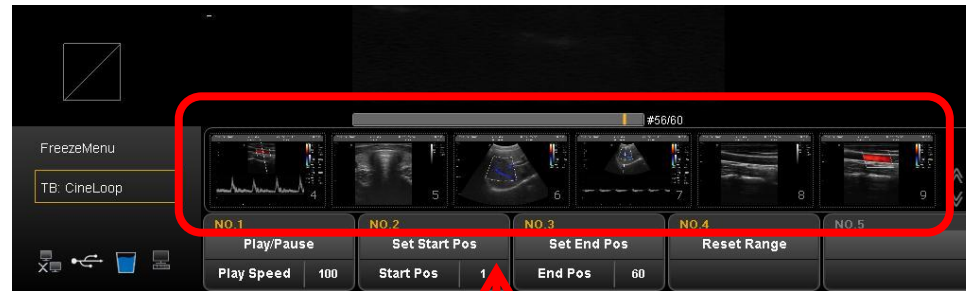 #56/60
FreezeMenu
TB: CineLoop
4
5
6
7
8
9
NO.1
NO.2
NO.3
NO.4
NO.5
Play/Pause
Set Start Pos
Set End Pos
Reset Range
Play Speed 100
Start Pos 1
End Pos 60